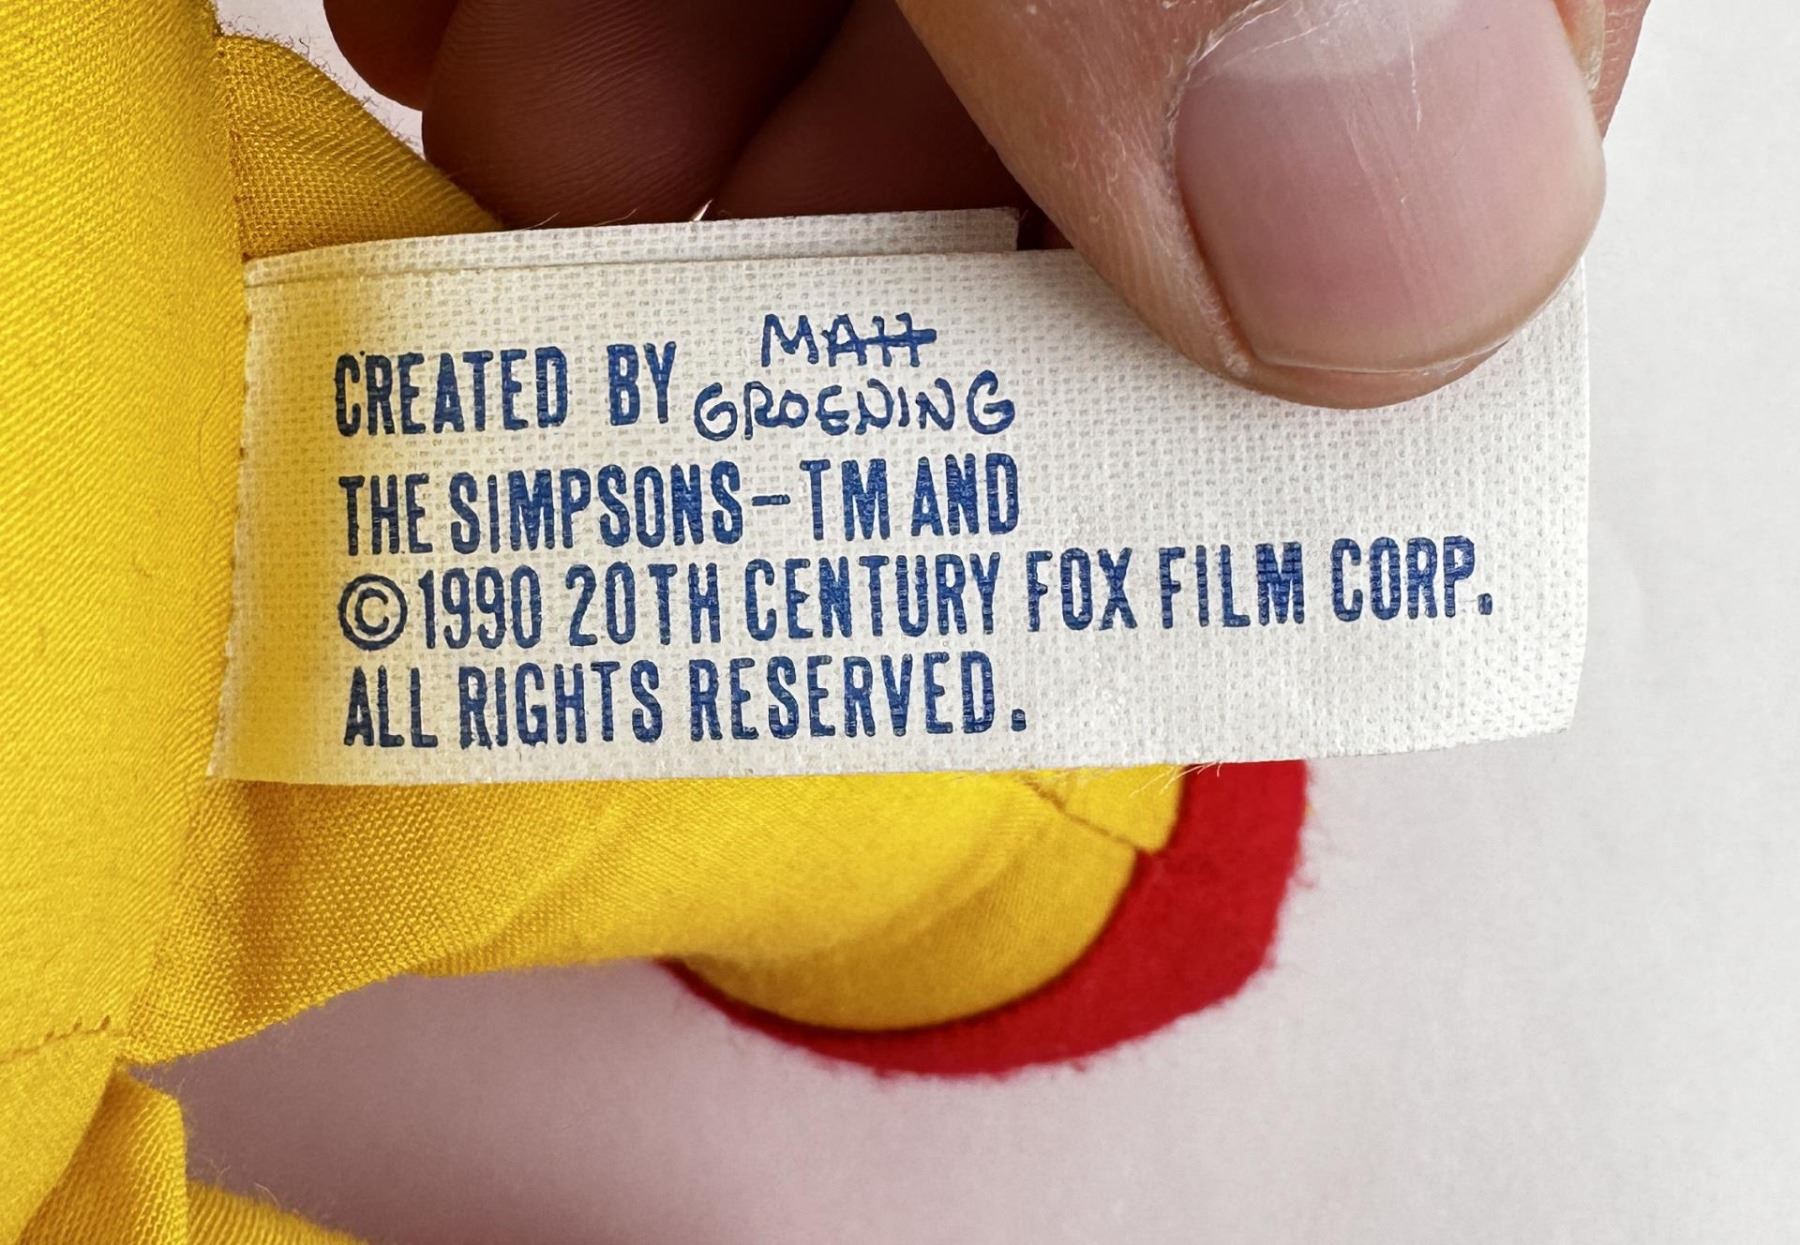 CREATED BY MATT GROENING
THE SIMPSONS-TM AND
©1990 20TH CENTURY FOX FILM CORP.
ALL RIGHTS RESERVED.